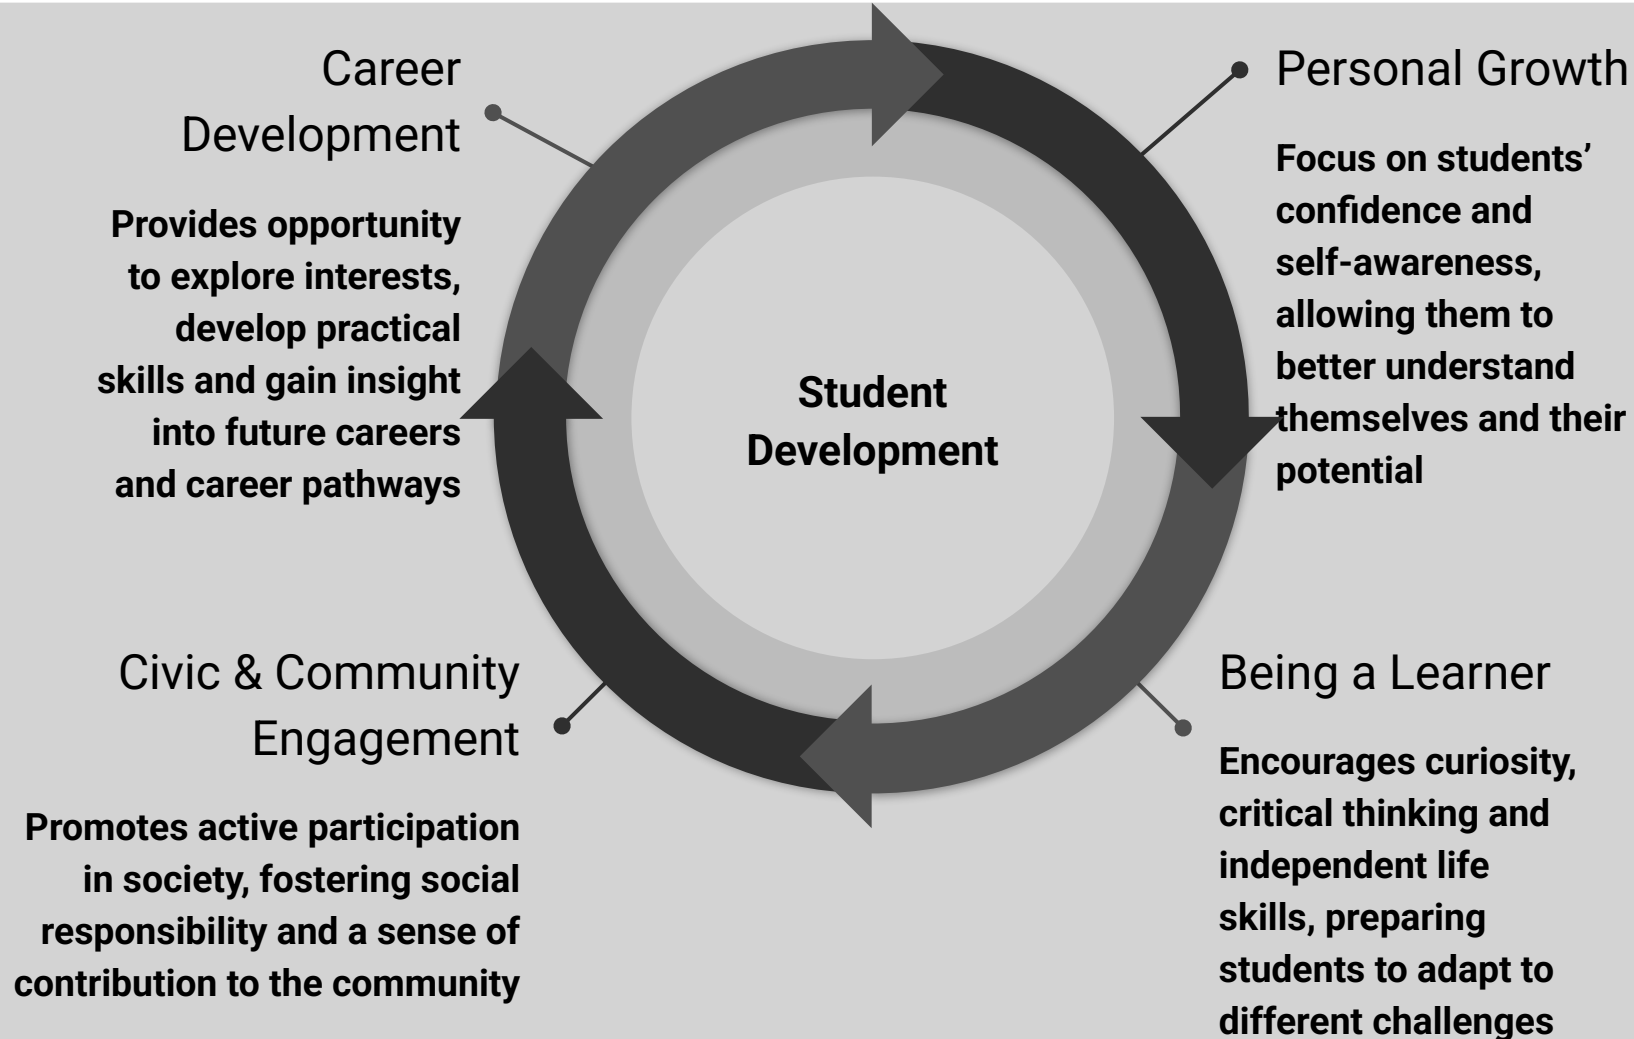 Career
Development
Provides opportunity
to explore interests,
develop practical
skills and gain insight
into future careers
and career pathways
Personal Growth
Focus on students’
confidence and
self-awareness,
allowing them to
better understand
themselves and their
potential
Student
Development
Civic & Community
Engagement
Promotes active participation
in society, fostering social
responsibility and a sense of
contribution to the community
Being a Learner
Encourages curiosity,
critical thinking and
independent life
skills, preparing
students to adapt to
different challenges